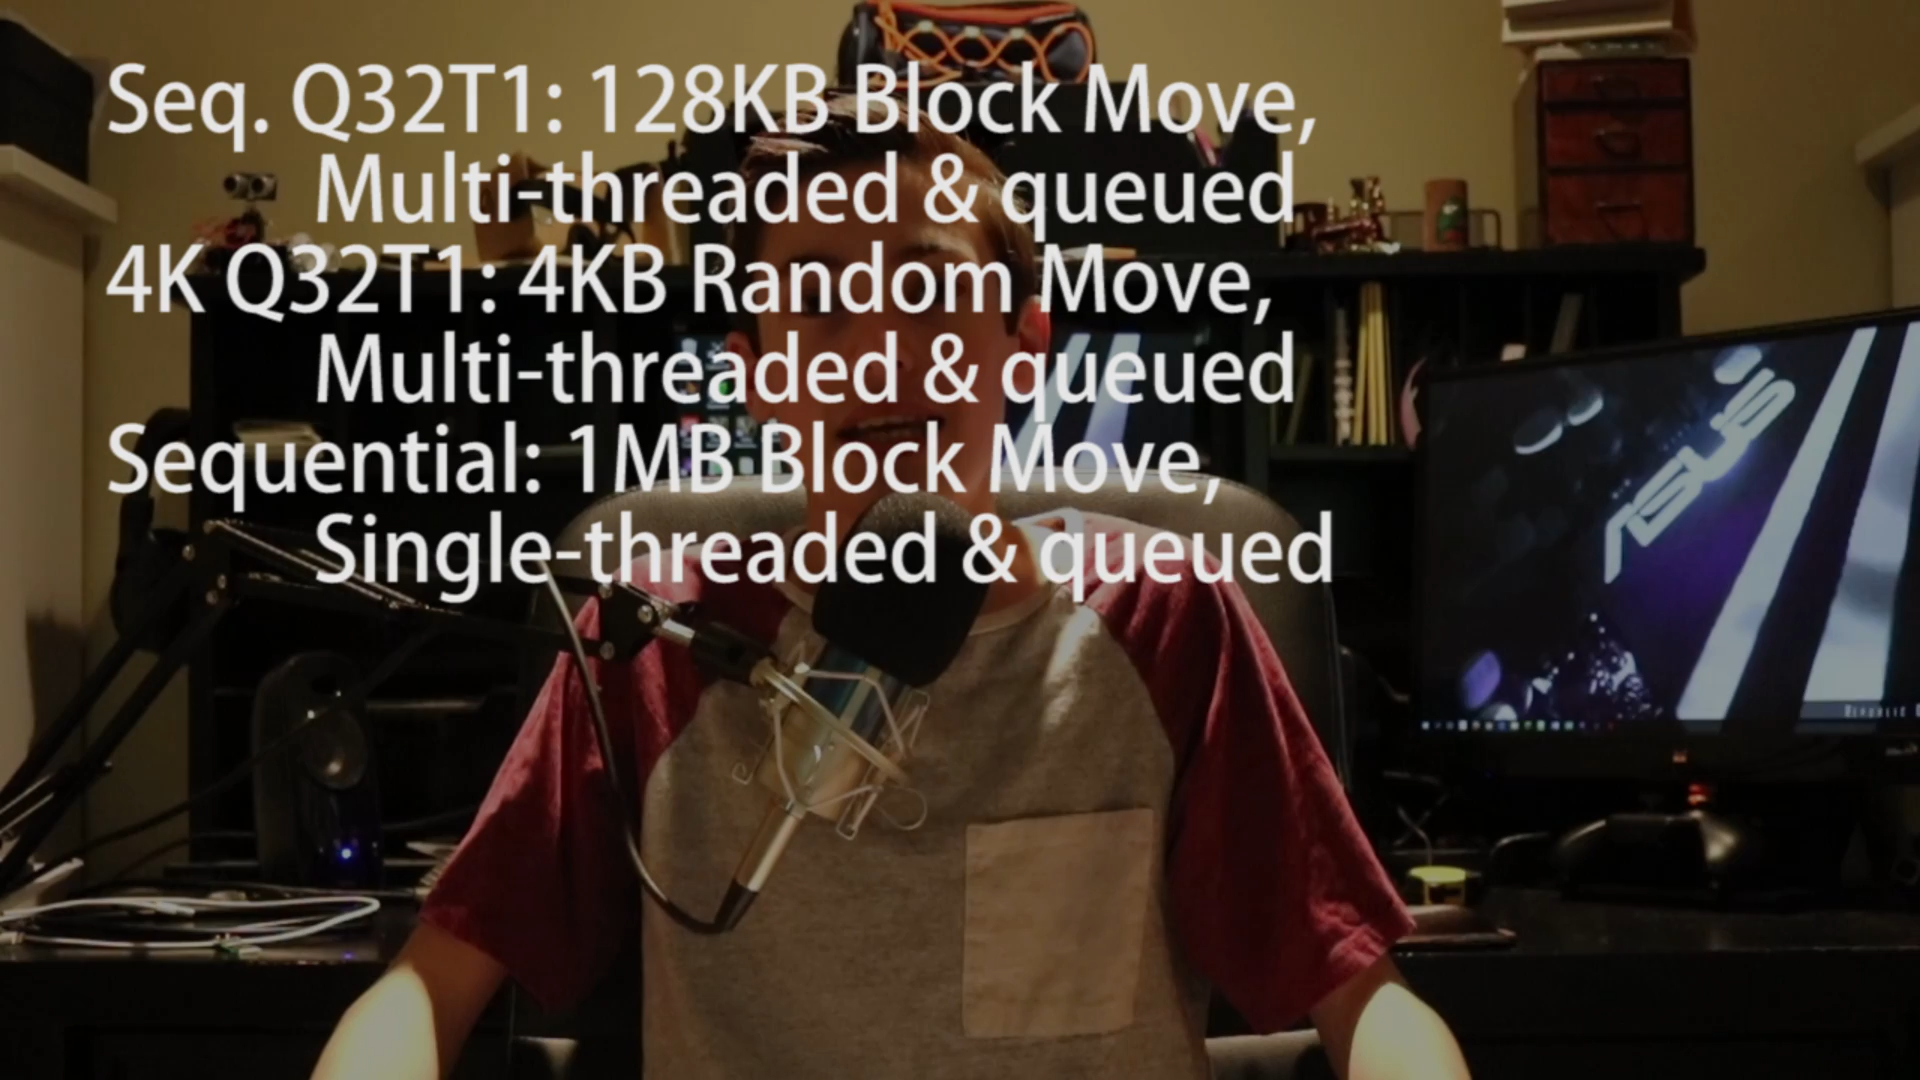 Seq. Q32T1: 128KB Block Move,
Multi-threaded & queued
4K Q32T1: 4KB Random Move,
Multi-threaded & queued
Sequential: 1MB Block Move,
Single-threaded & queued
ASUS